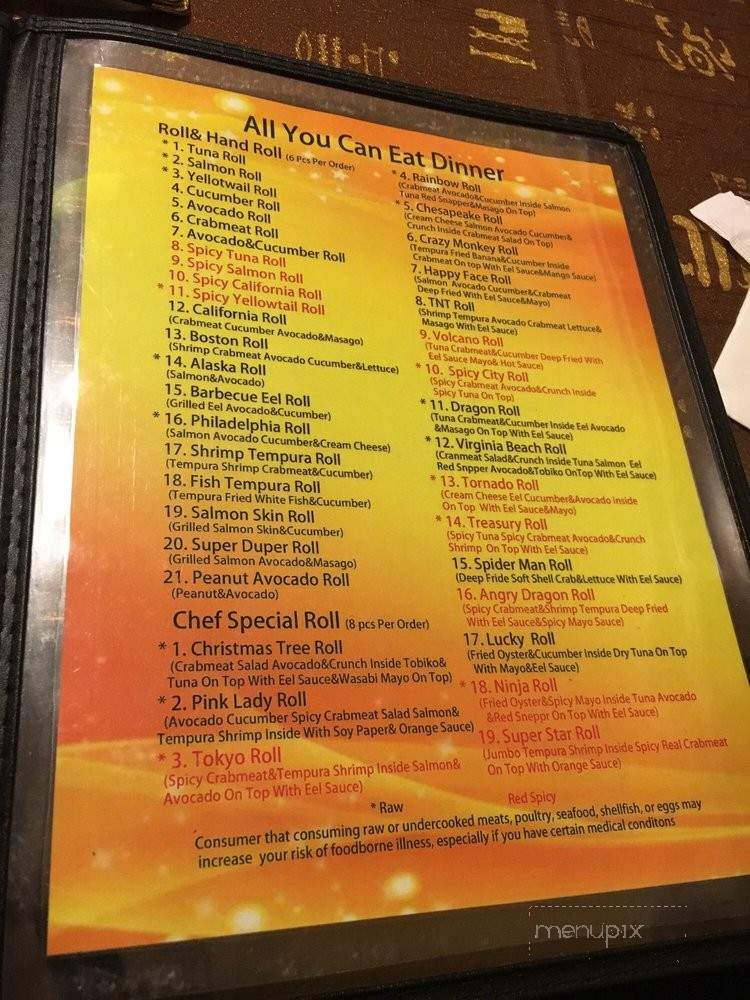 All You Can Eat Dinner
Roll& Hand Roll (6 Pcs Per Order)
* 1. Tuna Roll
* 2. Salmon Roll
* 3. Yellotwail Roll
4. Cucumber Roll
5. Avocado Roll
6. Crabmeat Roll
7. Avocado&Cucumber Roll
8. Spicy Tuna Roll
9. Spicy Salmon Roll
10. Spicy California Roll
* 11. Spicy Yellowtail Roll
12. California Roll
(Crabmeat Cucumber Avocado&Masago)
13. Boston Roll
(Shrimp Crabmeat Avocado Cucumber&Lettuce)
* 14. Alaska Roll
(Salmon&Avocado)
15. Barbecue Eel Roll
(Grilled Eel Avocado&Cucumber)
* 16. Philadelphia Roll
(Salmon Avocado Cucumber&Cream Cheese)
17. Shrimp Tempura Roll
(Tempura Shrimp Crabmeat&Cucumber)
18. Fish Tempura Roll
(Tempura Fried White Fish&Cucumber)
19. Salmon Skin Roll
(Grilled Salmon Skin&Cucumber)
20. Super Duper Roll
(Grilled Salmon Avocado&Masago)
21. Peanut Avocado Roll
(Peanut&Avocado)
Chef Special Roll (8 pcs Per Order)
* 1. Christmas Tree Roll
(Crabmeat Salad Avocado&Crunch Inside Tobiko&
Tuna On Top With Eel Sauce&Wasabi Mayo On Top)
* 2. Pink Lady Roll
(Avocado Cucumber Spicy Crabmeat Salad Salmon&
Tempura Shrimp Inside With Soy Paper& Orange Sauce)
* 3. Tokyo Roll
(Spicy Crabmeat&Tempura Shrimp Inside Salmon&
Avocado On Top With Eel Sauce)
* 4. Rainbow Roll
(Crabmeat Avocado&Cucumber Inside Salmon
Tuna Red Snapper&Masago On Top)
* 5. Chesapeake Roll
(Cream Cheese Salmon Avocado Cucumber&
Crunch Inside Crabmeat Salad On Top)
6. Crazy Monkey Roll
(Tempura Fried Banana&Cucumber Inside
Crabmeat On top With Eel Sauce&Mango Sauce)
7. Happy Face Roll
(Salmon Avocado Cucumber&Crabmeat
Deep Fried With Eel Sauce&Mayo)
8. TNT Roll
(Shrimp Tempura Avocado Crabmeat Lettuce&
Masago With Eel Sauce)
9. Volcano Roll
(Tuna Crabmeat&Cucumber Deep Fried With
Eel Sauce Mayo& Hot Sauce)
* 10. Spicy City Roll
(Spicy Crabmeat Avocado&Crunch Inside
Spicy Tuna On Top)
* 11. Dragon Roll
(Tuna Crabmeat&Cucumber Inside Eel Avocado
&Masago On Top With Eel Sauce)
* 12. Virginia Beach Roll
(Cranmeat Salad&Crunch Inside Tuna Salmon Eel
Red Snpper Avocado&Tobiko OnTop With Eel Sauce)
* 13. Tornado Roll
(Cream Cheese Eel Cucumber&Avocado inside
On Top With Eel Sauce&Mayo)
* 14. Treasury Roll
(Spicy Tuna Spicy Crabmeat Avocado&Crunch
Shrimp On Top With Eel Sauce)
15. Spider Man Roll
(Deep Fride Soft Shell Crab&Lettuce With Eel Sauce)
16. Angry Dragon Roll
(Spicy Crabmeat&Shrimp Tempura Deep Fried
With Eel Sauce&Spicy Mayo Sauce)
17. Lucky Roll
(Fried Oyster&Cucumber Inside Dry Tuna On Top
With Mayo&Eel Sauce)
* 18. Ninja Roll
(Fried Oyster&Spicy Mayo Inside Tuna Avocado
&Red Sneppr On Top With Eel Sauce)
19. Super Star Roll
(Jumbo Tempura Shrimp Inside Spicy Real Crabmeat
On Top With Orange Sauce)
* Raw
Red Spicy
Consumer that consuming raw or undercooked meats, poultry, seafood, shellfish, or eggs may
increase your risk of foodborne illness, especially if you have certain medical conditons
menupix